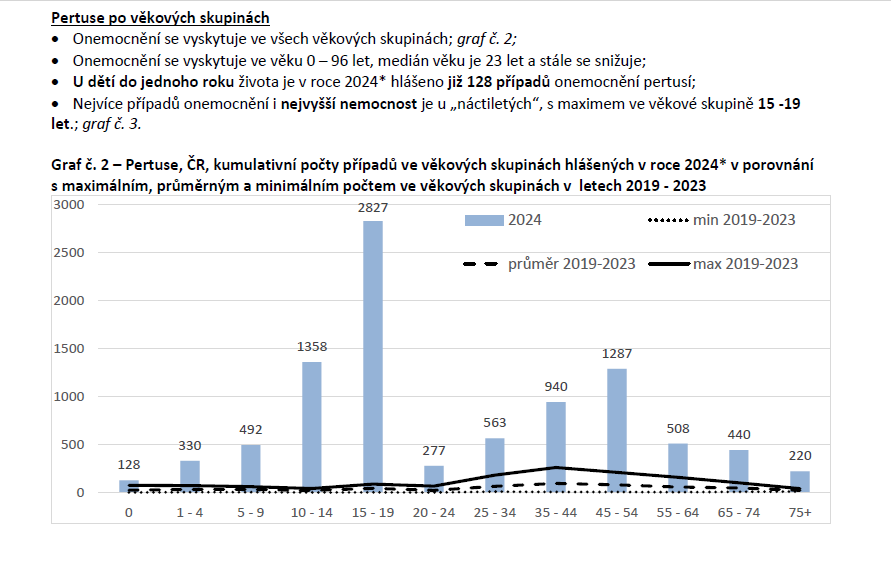 Pertuse po věkových skupinách
• Onemocnění se vyskytuje ve všech věkových skupinách; graf č. 2;
• Onemocnění se vyskytuje ve věku 0 – 96 let, medián věku je 23 let a stále se snižuje;
• U dětí do jednoho roku života je v roce 2024* hlášeno již 128 případů onemocnění pertusí;
• Nejvíce případů onemocnění i nejvyšší nemocnost je u „náctiletých“, s maximem ve věkové skupině 15 -19
let.; graf č. 3.
Graf č. 2 – Pertuse, ČR, kumulativní počty případů ve věkových skupinách hlášených v roce 2024* v porovnání
s maximálním, průměrným a minimálním počtem ve věkových skupinách v letech 2019 - 2023
3000
2827
2024
min 2019-2023
2500
průměr 2019-2023
max 2019-2023
2000
1500
1358
1287
1000
940
500
128
330
492
277
563
508
440
220
0
0 1 - 4 5 - 9 10 - 14 15 - 19 20 - 24 25 - 34 35 - 44 45 - 54 55 - 64 65 - 74 75+